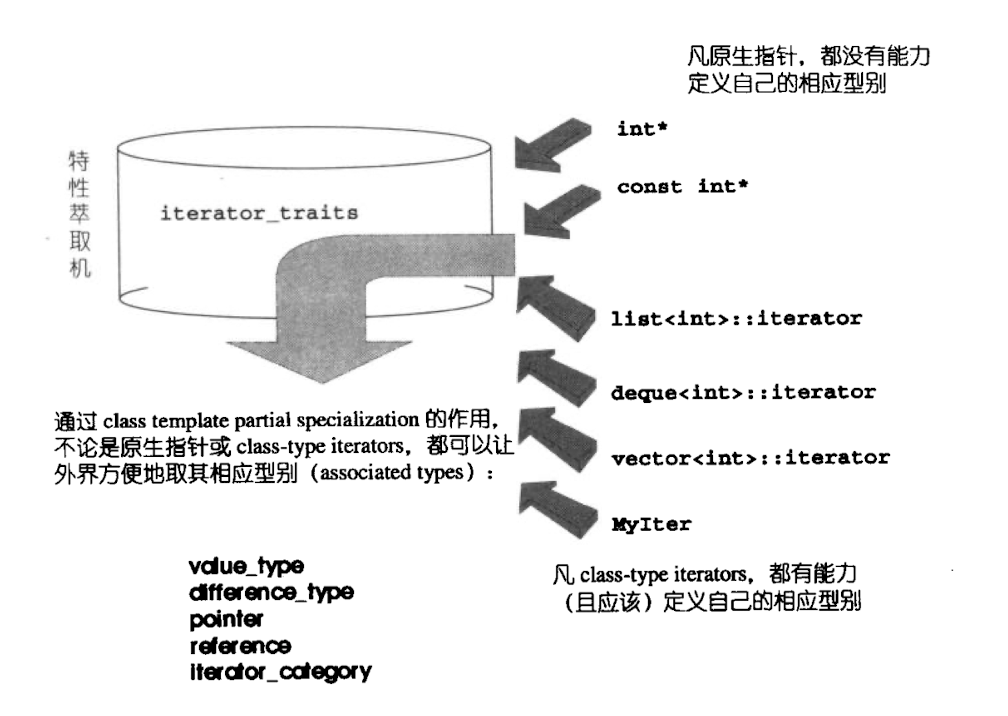 凡原生指针，都没有能力
定义自己的相应型别
int*
const int*
特性萃取机
iterator_traits
list<int>::iterator
deque<int>::iterator
vector<int>::iterator
MyIter
通过 class template partial specialization 的作用，
不论是原生指针或 class-type iterators，都可以让
外界方便地取其相应型别（associated types）：
凡 class-type iterators，都有能力
（且应该）定义自己的相应型别
value_type
difference_type
pointer
reference
iterator_category